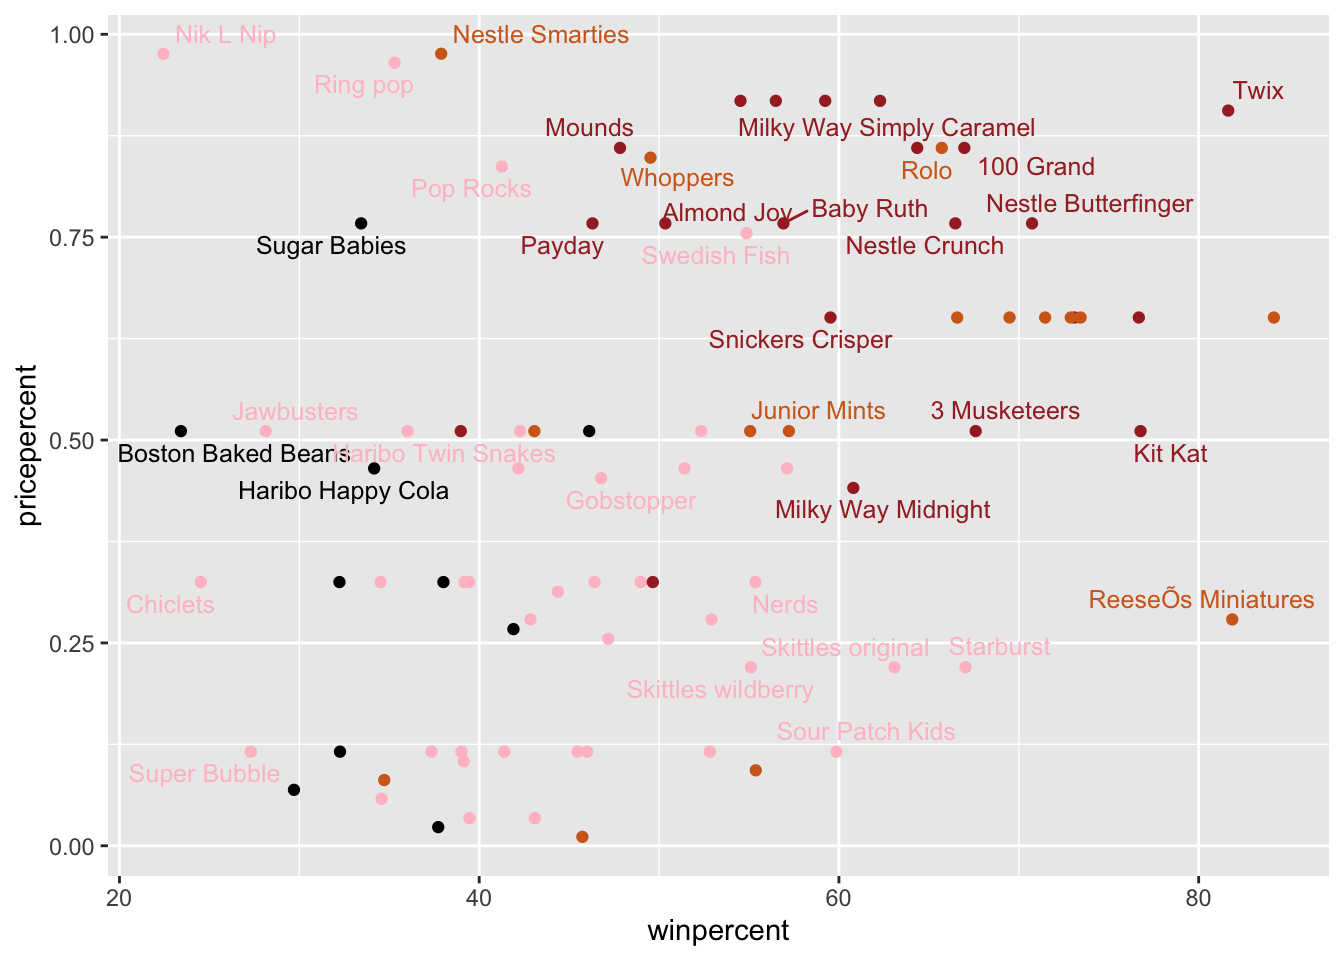 1.00
Nik L Nip
Nestle Smarties
Ring pop
Twix
Mounds
Milky Way Simply Caramel
Whoppers
Rolo
100 Grand
Pop Rocks
Almond Joy
Baby Ruth
Nestle Butterfinger
0.75
Sugar Babies
Payday
Swedish Fish
Nestle Crunch
Snickers Crisper
pricepercent
Jawbusters
Junior Mints
3 Musketeers
0.50
Boston Baked Beans
Haribo Twin Snakes
Kit Kat
Haribo Happy Cola
Gobstopper
Milky Way Midnight
Chiclets
Nerds
ReeseÕs Miniatures
0.25
Skittles original
Starburst
Skittles wildberry
Sour Patch Kids
Super Bubble
0.00
20
40
60
80
winpercent